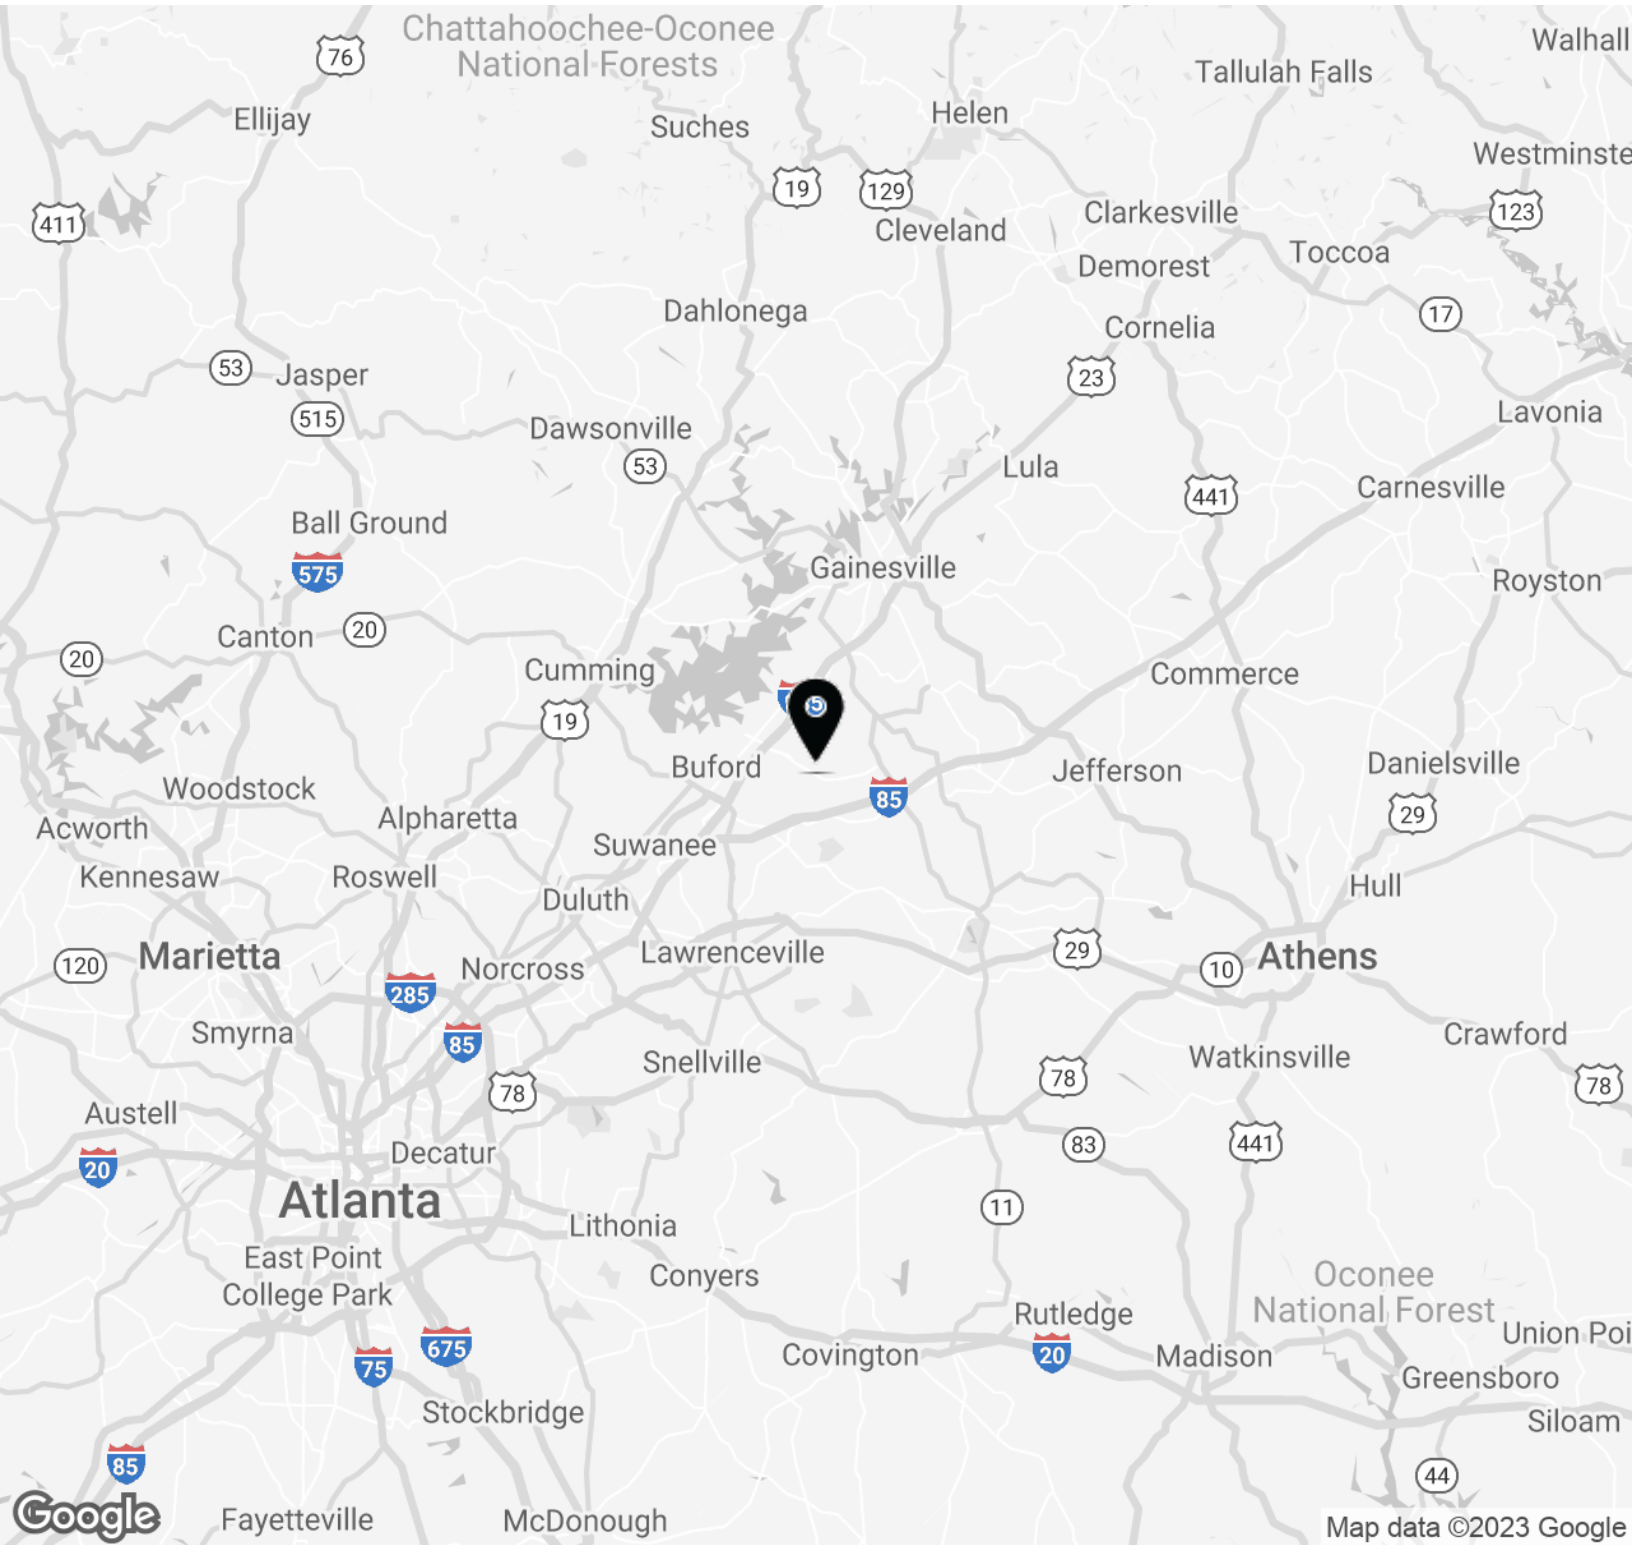 Chattahoochee-Oconee
National Forests
Walhall
76
Tallulah Falls
Ellijay
Helen
Suches
Westminste
19
129
411
Clarkesville
123
Cleveland
Toccoa
Demorest
Dahlonega
17
Cornelia
53
Jasper
23
515
Lavonia
Dawsonville
53
Lula
441
Carnesville
Ball Ground
575
Gainesville
Royston
20
Canton
20
Cumming
Commerce
19
5
Buford
Jefferson
Danielsville
Woodstock
85
29
Acworth
Alpharetta
Suwanee
Kennesaw
Roswell
Hull
Duluth
Marietta
Lawrenceville
29
Athens
120
Norcross
10
285
Smyrna
85
Crawford
Snellville
Watkinsville
78
78
78
Austell
83
441
Decatur
20
Atlanta
11
Lithonia
East Point
Conyers
Oconee
National Forest
College Park
Rutledge
Union Poi
675
20
75
Covington
Madison
Greensboro
Stockbridge
Siloam
85
44
Google
Fayetteville
McDonough
Map data ©2023 Google